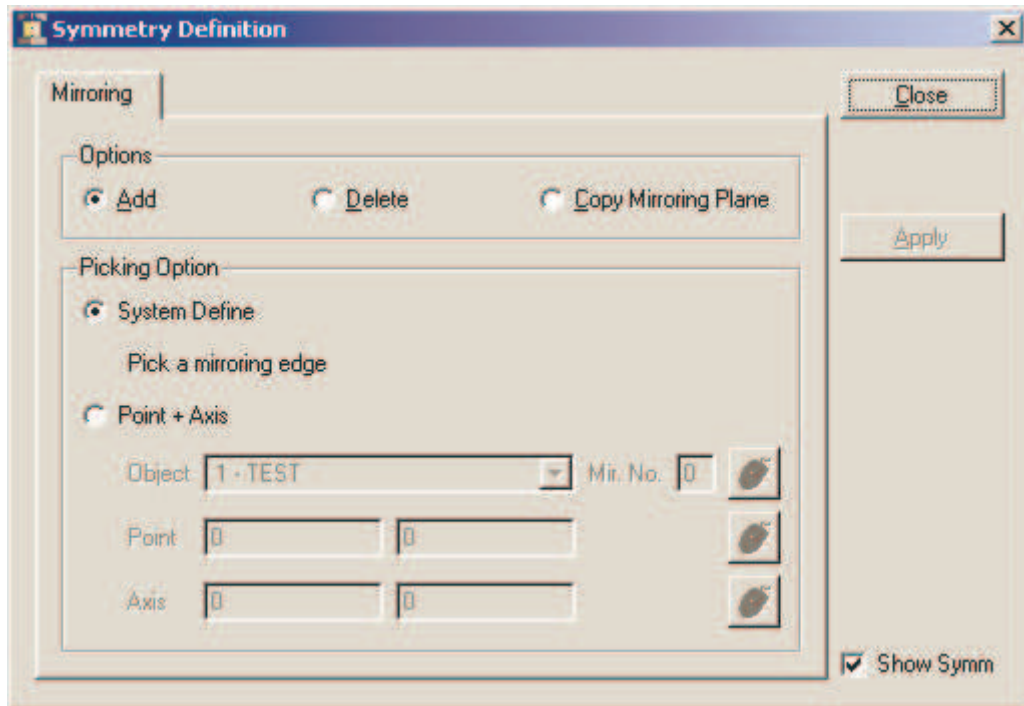 Symmetry Definition
Mirroring
Close
Options
Add Delete Copy Mirroring Plane
Apply
Picking Option
System Define
Pick a mirroring edge
Point + Axis
Object 1 - TEST Mir. No. 0
Point 0 0
Axis 0 0
Show Symm